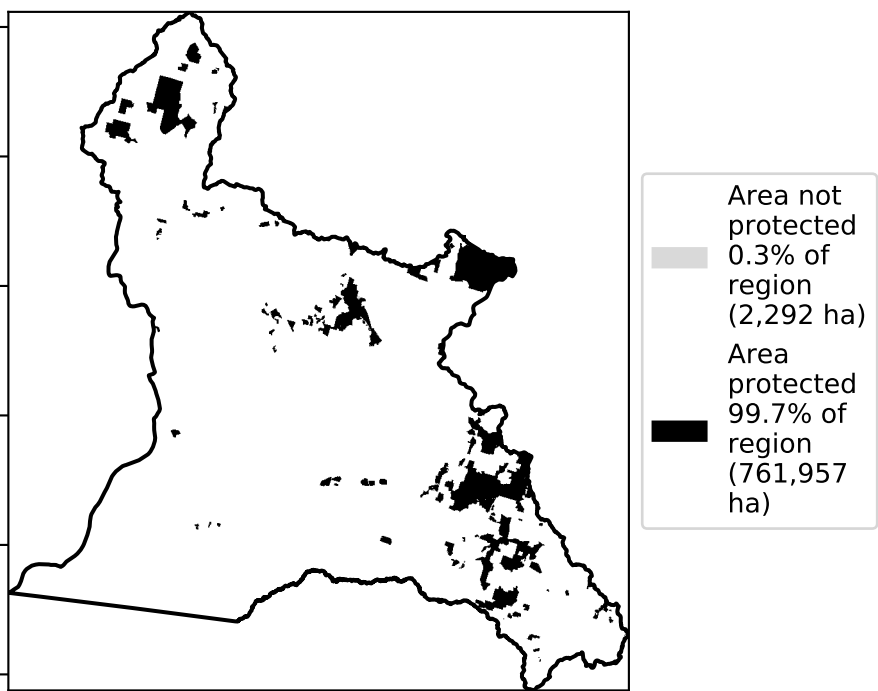 Area not
protected
0.3% of
region
(2,292 ha)
Area
protected
99.7% of
region
(761,957
ha)